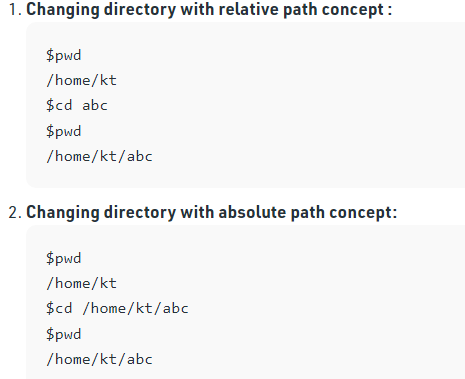 1. Changing directory with relative path concept :
$pwd
/home/kt
$cd abc
$pwd
/home/kt/abc
2. Changing directory with absolute path concept:
$pwd
/home/kt
$cd /home/kt/abc
$pwd
/home/kt/abc